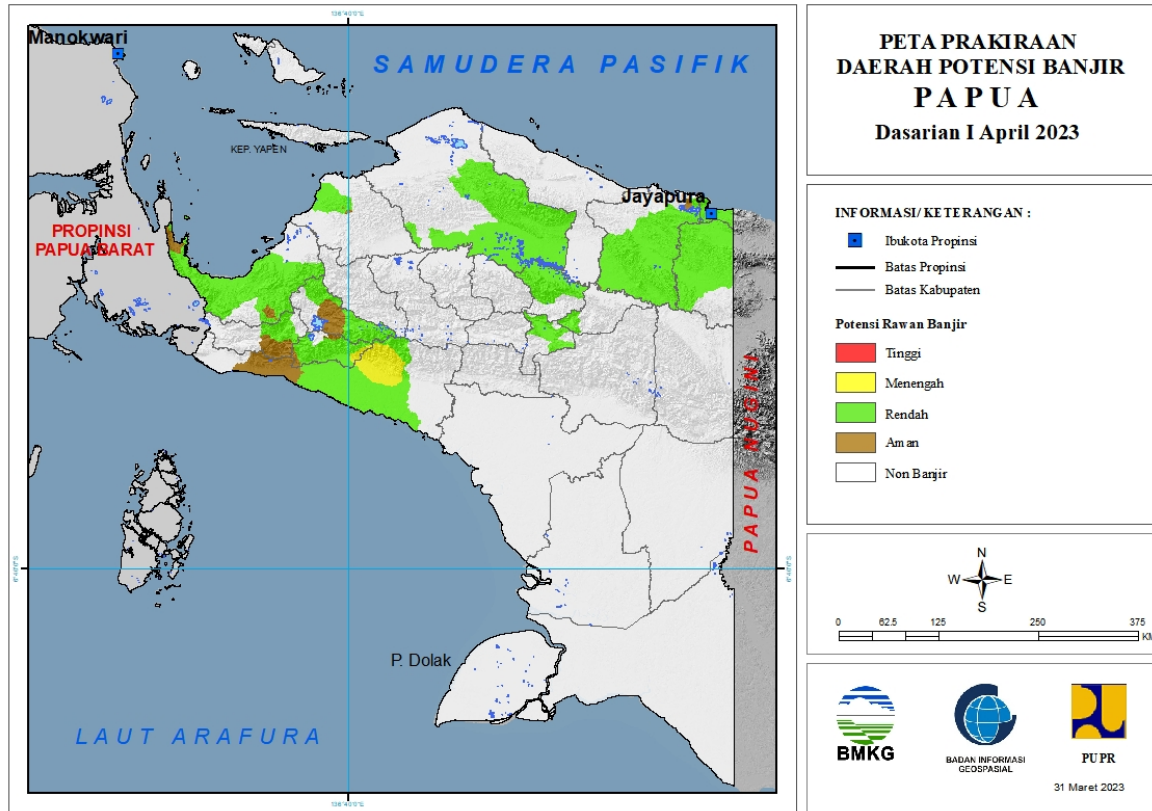 Manokwari
SAMUDERA PASIFIK
KEP. YAPEN
Jayapura
PROPINSI
PAPUA BARAT
PAPUA NUGINI
P. Dolak
LAUT ARAFURA
PETA PRAKIRAAN
DAERAH POTENSI BANJIR
PAPUA
Dasarian I April 2023
INFORMASI/ KETERANGAN :
Ibukota Propinsi
Batas Propinsi
Batas Kabupaten
Potensi Rawan Banjir
Tinggi
Menengah
Rendah
Aman
Non Banjir
N
W E
S
0 62.5 125 250 375
KM
BMKG
BADAN INFORMASI
GEOSPASIAL
PUPR
31 Maret 2023